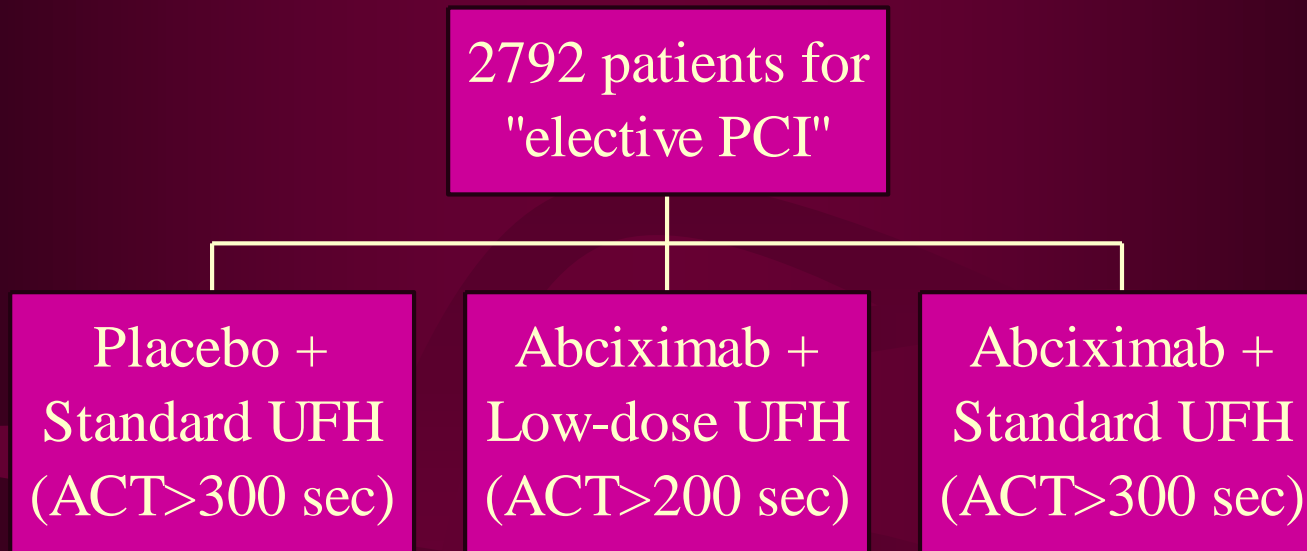 2792 patients for
"elective PCI"
Placebo +
Standard UFH
(ACT>300 sec)
Abciximab +
Low-dose UFH
(ACT>200 sec)
Abciximab +
Standard UFH
(ACT>300 sec)